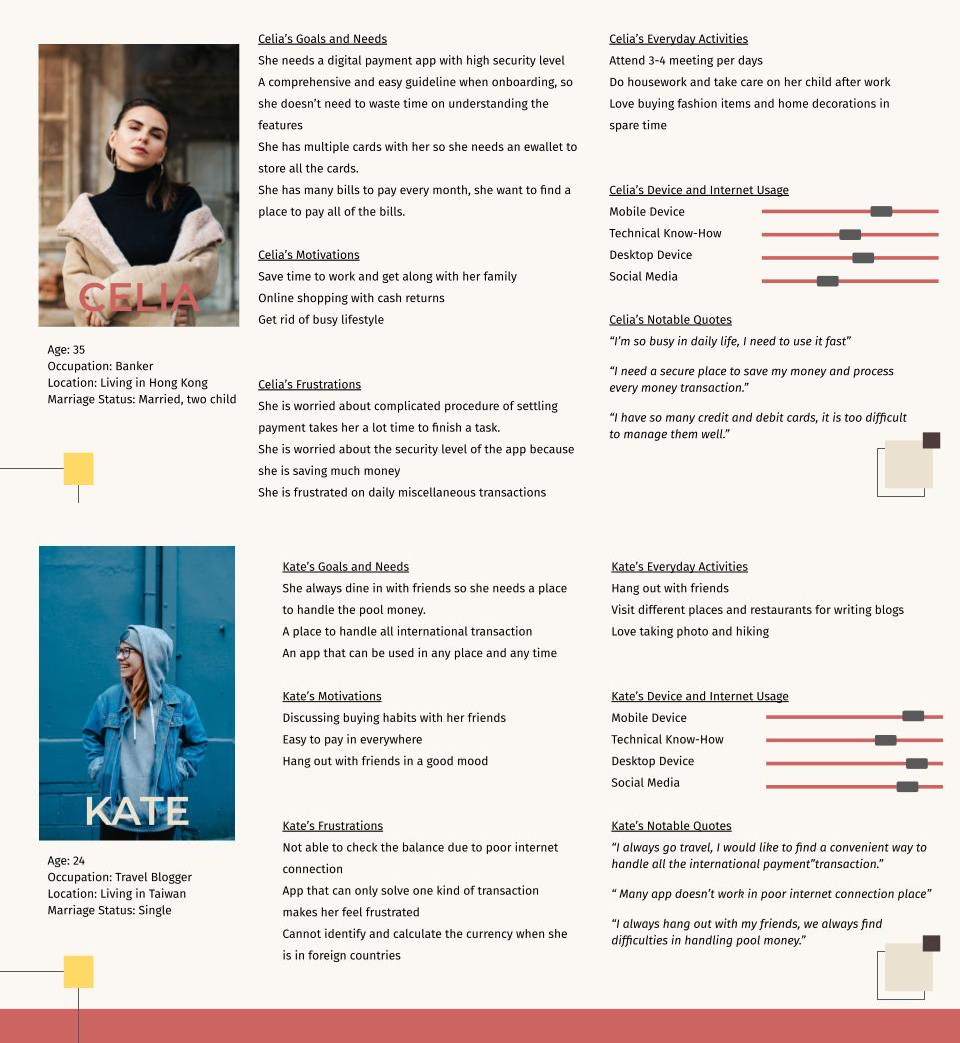 CELIA
Age: 35
Occupation: Banker
Location: Living in Hong Kong
Marriage Status: Married, two child
Celia's Goals and Needs
She needs a digital payment app with high security level
A comprehensive and easy guideline when onboarding, so
she doesn't need to waste time on understanding the
features
She has multiple cards with her so she needs an ewallet to
store all the cards.
She has many bills to pay every month, she want to find a
place to pay all of the bills.
Celia's Motivations
Save time to work and get along with her family
Online shopping with cash returns
Get rid of busy lifestyle
Celia's Frustrations
She is worried about complicated procedure of settling
payment takes her a lot time to finish a task.
She is worried about the security level of the app because
she is saving much money
She is frustrated on daily miscellaneous transactions
Celia's Everyday Activities
Attend 3-4 meeting per days
Do housework and take care on her child after work
Love buying fashion items and home decorations in
spare time
Celia's Device and Internet Usage
Mobile Device
Technical Know-How
Desktop Device
Social Media
Celia's Notable Quotes
“I'm so busy in daily life, I need to use it fast”
“I need a secure place to save my money and process
every money transaction.”
“I have so many credit and debit cards, it is too difficult
to manage them well.”
KATE
Age: 24
Occupation: Travel Blogger
Location: Living in Taiwan
Marriage Status: Single
Kate's Goals and Needs
She always dine in with friends so she needs a place
to handle the pool money.
A place to handle all international transaction
An app that can be used in any place and any time
Kate's Motivations
Discussing buying habits with her friends
Easy to pay in everywhere
Hang out with friends in a good mood
Kate's Frustrations
Not able to check the balance due to poor internet
connection
App that can only solve one kind of transaction
makes her feel frustrated
Cannot identify and calculate the currency when she
is in foreign countries
Kate's Everyday Activities
Hang out with friends
Visit different places and restaurants for writing blogs
Love taking photo and hiking
Kate's Device and Internet Usage
Mobile Device
Technical Know-How
Desktop Device
Social Media
Kate's Notable Quotes
“I always go travel, I would like to find a convenient way to
handle all the international payment”transaction.”
“ Many app doesn't work in poor internet connection place”
“I always hang out with my friends, we always find
difficulties in handling pool money.”